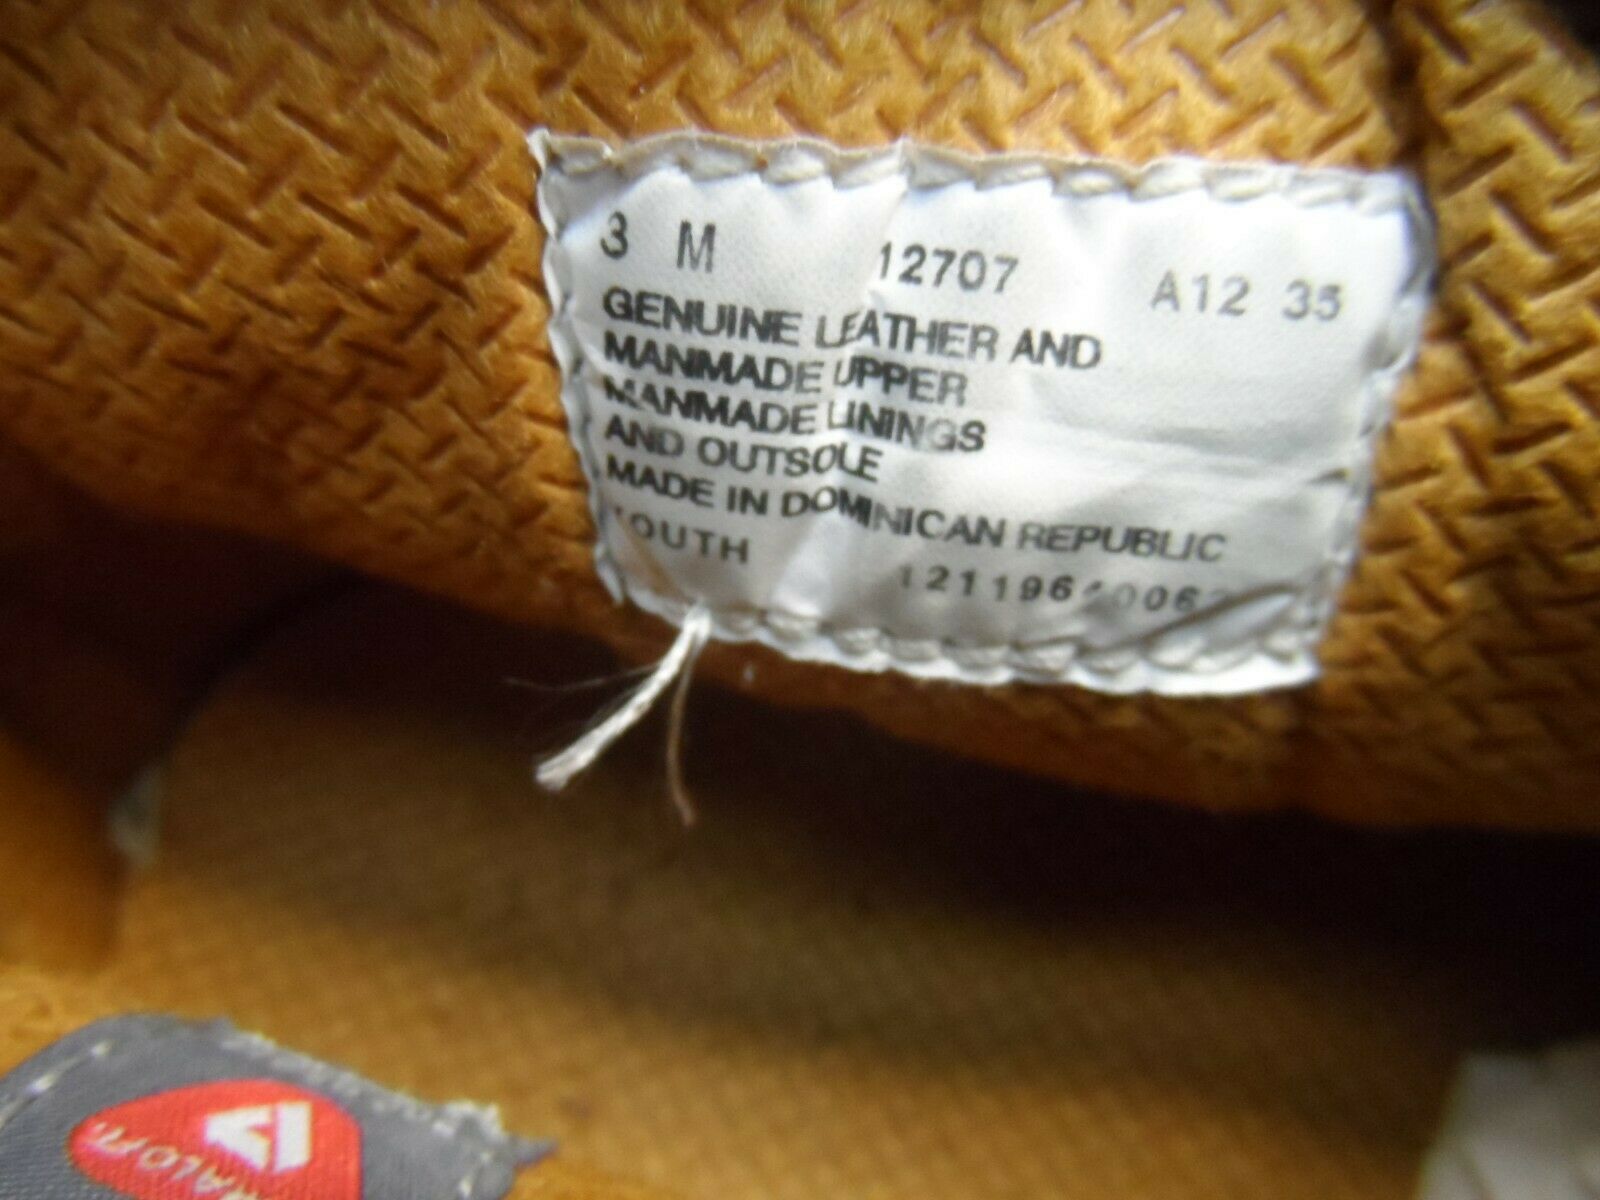 3 M 12707 A12 35
GENUINE LEATHER AND
MANMADE UPPER
MANMADE LININGS
AND OUTSOLE
MADE IN DOMINICAN REPUBLIC
YOUTH